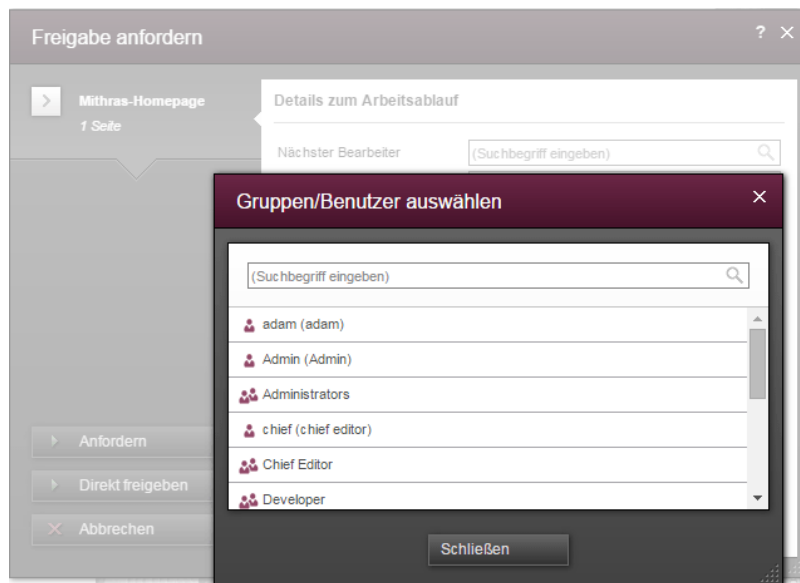 Freigabe anfordern
?
Mithras-Homepage
1 Seite
Details zum Arbeitsablauf
Nächster Bearbeiter
(Suchbegriff eingeben)
Gruppen/Benutzer auswählen
(Suchbegriff eingeben)
adam (adam)
Admin (Admin)
Administrators
chief (chief editor)
Chief Editor
Developer
Schließen
Anfordern
Direkt freigeben
Abbrechen